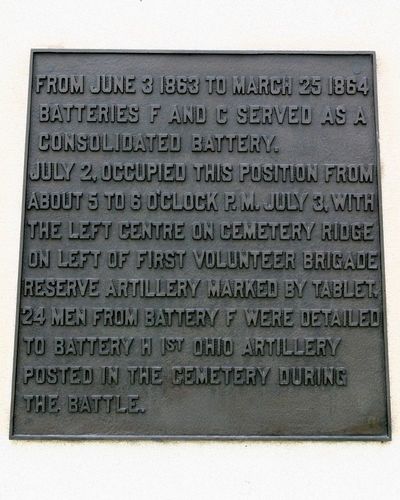 FROM JUNE 3 1863 TO MARCH 25 1864
BATTERIES F AND C SERVED AS A
CONSOLIDATED BATTERY.
JULY 2, OCCUPIED THIS POSITION FROM
ABOUT 5 TO 6 O'CLOCK P.M. JULY 3, WITH
THE LEFT CENTRE ON CEMETERY RIDGE
ON LEFT OF FIRST VOLUNTEER BRIGADE
RESERVE ARTILLERY MARKED BY TABLET.
24 MEN FROM BATTERY F WERE DETAILED
TO BATTERY H 1ST OHIO ARTILLERY
POSTED IN THE CEMETERY DURING
THE BATTLE.